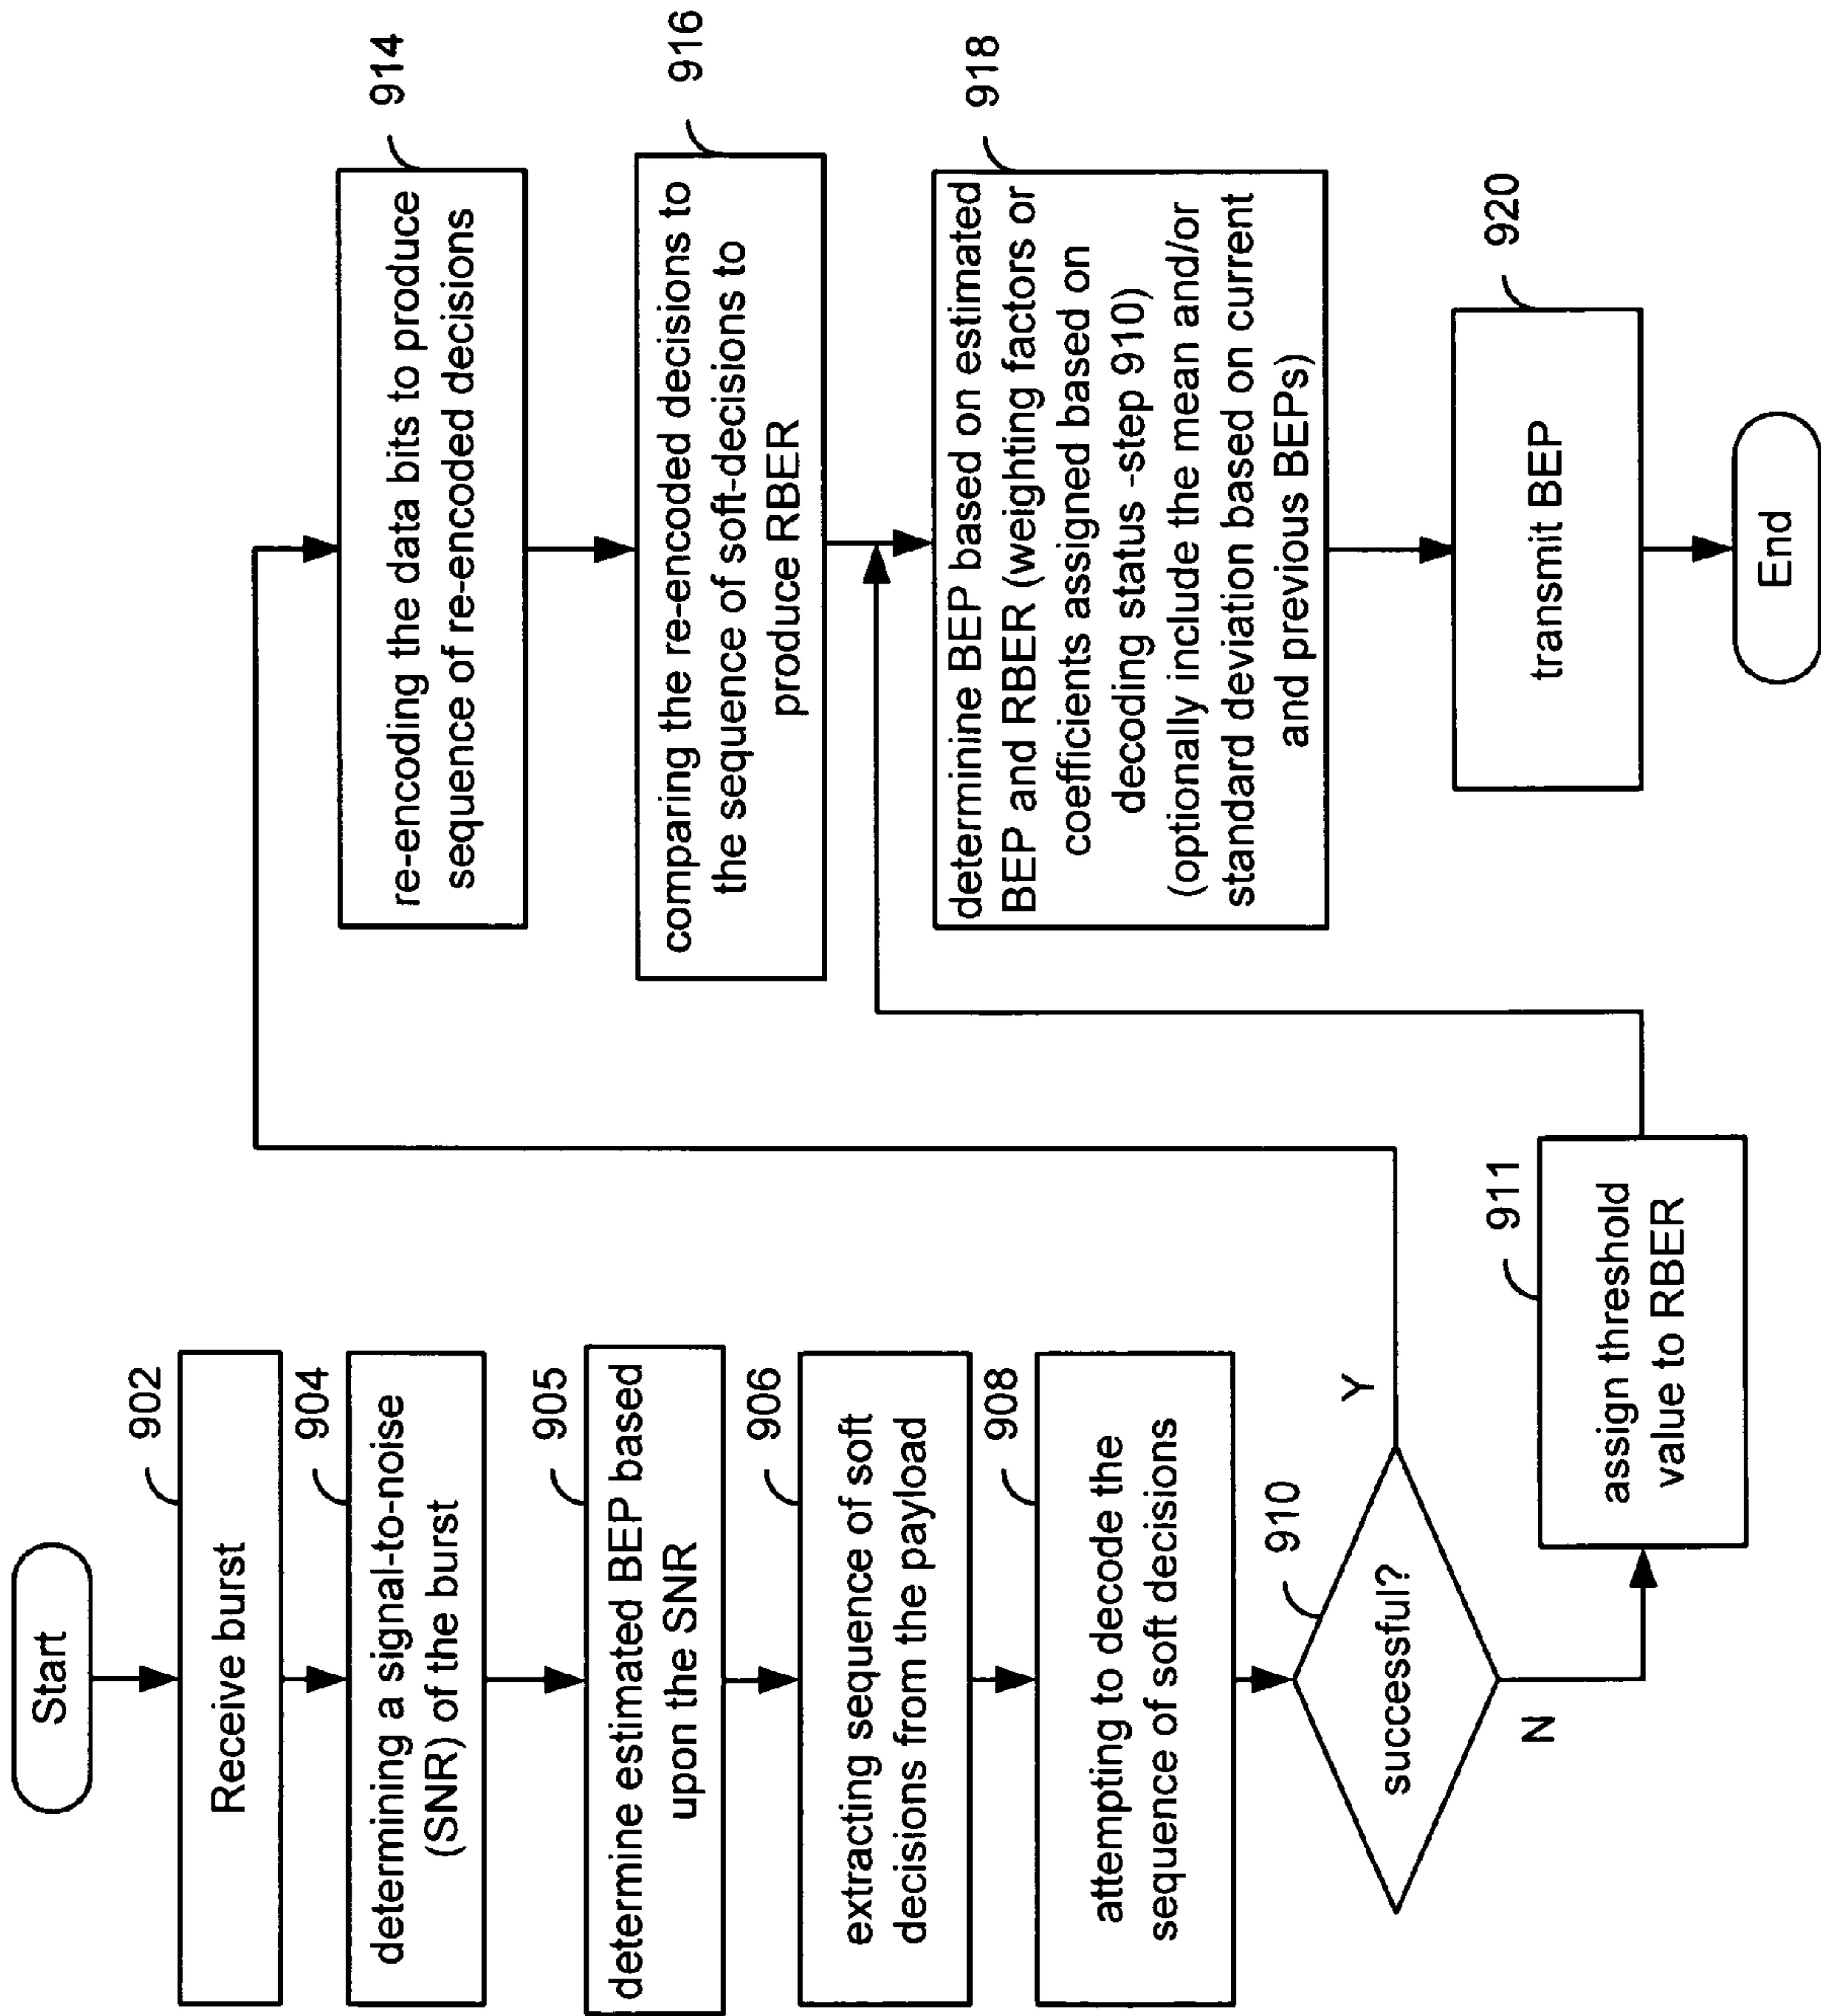 Start
902
Receive burst
904
determining a signal-to-noise
(SNR) of the burst
905
determine estimated BEP based
upon the SNR
906
extracting sequence of soft
decisions from the payload
908
attempting to decode the
sequence of soft decisions
910
successful?
Y
N
911
assign threshold
value to RBER
914
re-encoding the data bits to produce
sequence of re-encoded decisions
916
comparing the re-encoded decisions to
the sequence of soft-decisions to
produce RBER
918
determinine BEP based on estimated
BEP and RBER (weighting factors or
coefficients assigned based on
decoding status -step 910)
(optionally include the mean and/or
standard deviation based on current
and previous BEPs)
920
transmit BEP
End